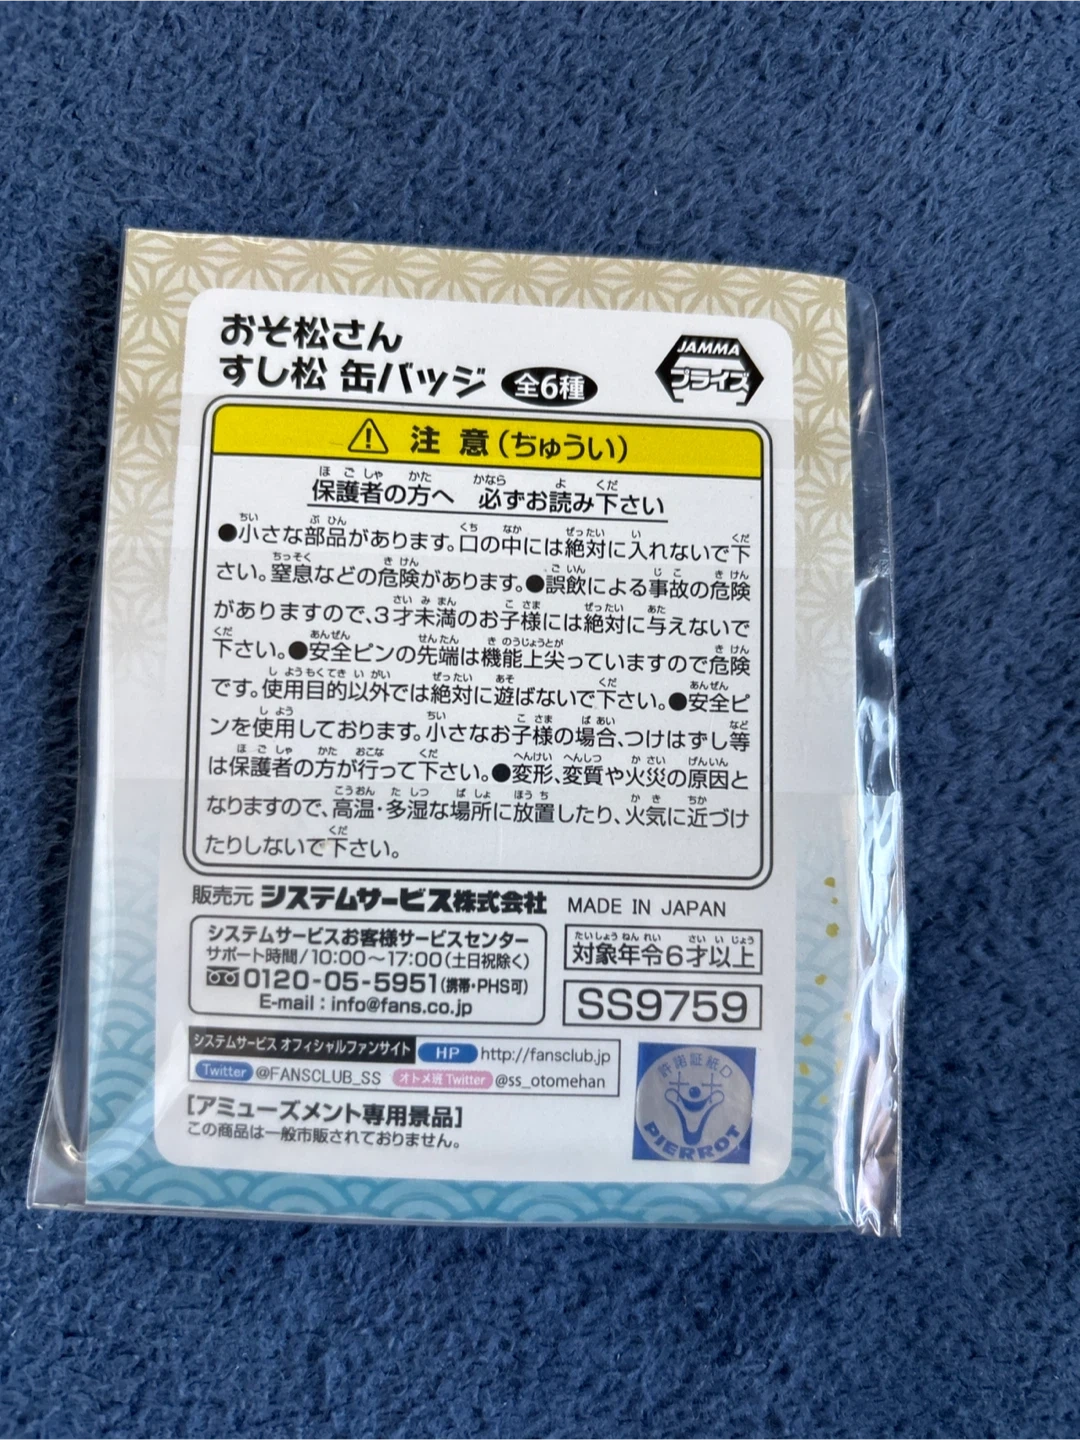 おそ松さん
すし松 缶バッジ 全6種
JAMMA
プライズ
注意(ちゅうい)
保護者の方へ 必ずお読み下さい
●小さな部品があります。口の中には絶対に入れないで下
さい。窒息などの危険があります。●誤飲による事故の危険
がありますので、3才未満のお子様には絶対に与えないで
下さい。●安全ピンの先端は機能上尖っていますので危険
です。使用目的以外では絶対に遊ばないで下さい。●安全ピ
ンを使用しております。小さなお子様の場合、つけはずし等
は保護者の方が行って下さい。●変形、変質や火災の原因と
なりますので、高温・多湿な場所に放置したり、火気に近づけ
たりしないで下さい。
販売元 システムサービス株式会社 MADE IN JAPAN
システムサービスお客様サービスセンター
サポート時間/10:00〜17:00(土日祝除く)
0120-05-5951(携帯・PHS可)
E-mail : info@fans.co.jp
対象年令6才以上
SS9759
システムサービス オフィシャルファンサイト HP http://fansclub.jp
Twitter @FANSCLUB_SS オトメ班Twitter @ss_otomehan
[アミューズメント専用景品]
この商品は一般市販されておりません。
許諾証紙D
PIERROT